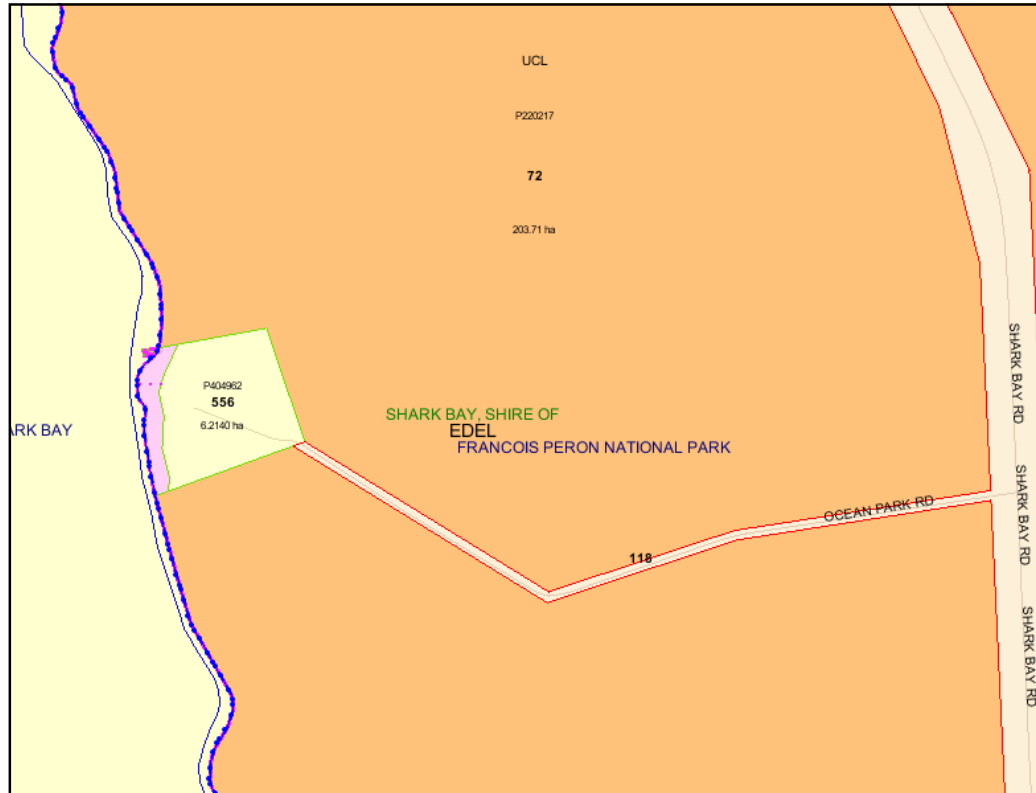 UCL
P220217
72
203.71 ha
SHARK BAY RD
P404962
556
6.2140 ha
SHARK BAY, SHIRE OF
EDEL
ARK BAY
FRANCOIS PERON NATIONAL PARK
SHARK BAY RD
OCEAN PARK RD
118
SHARK BAY RD